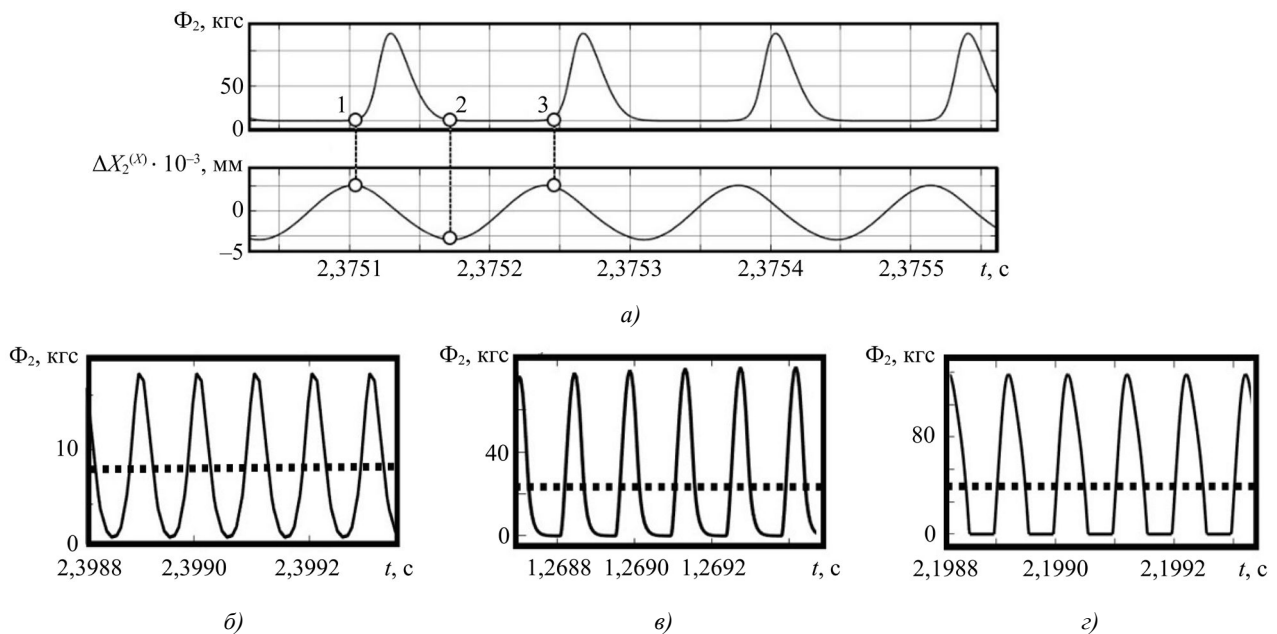 Φ₂, кгс
50
0
1 2 3
ΔX₂⁽ˣ⁾ · 10⁻³, мм
0
–5
2,3751 2,3752 2,3753 2,3754 2,3755 t, с
а)
Φ₂, кгс
10
0
2,3988 2,3990 2,3992 t, с
б)
Φ₂, кгс
40
0
1,2688 1,2690 1,2692 t, с
в)
Φ₂, кгс
80
0
2,1988 2,1990 2,1992 t, с
г)